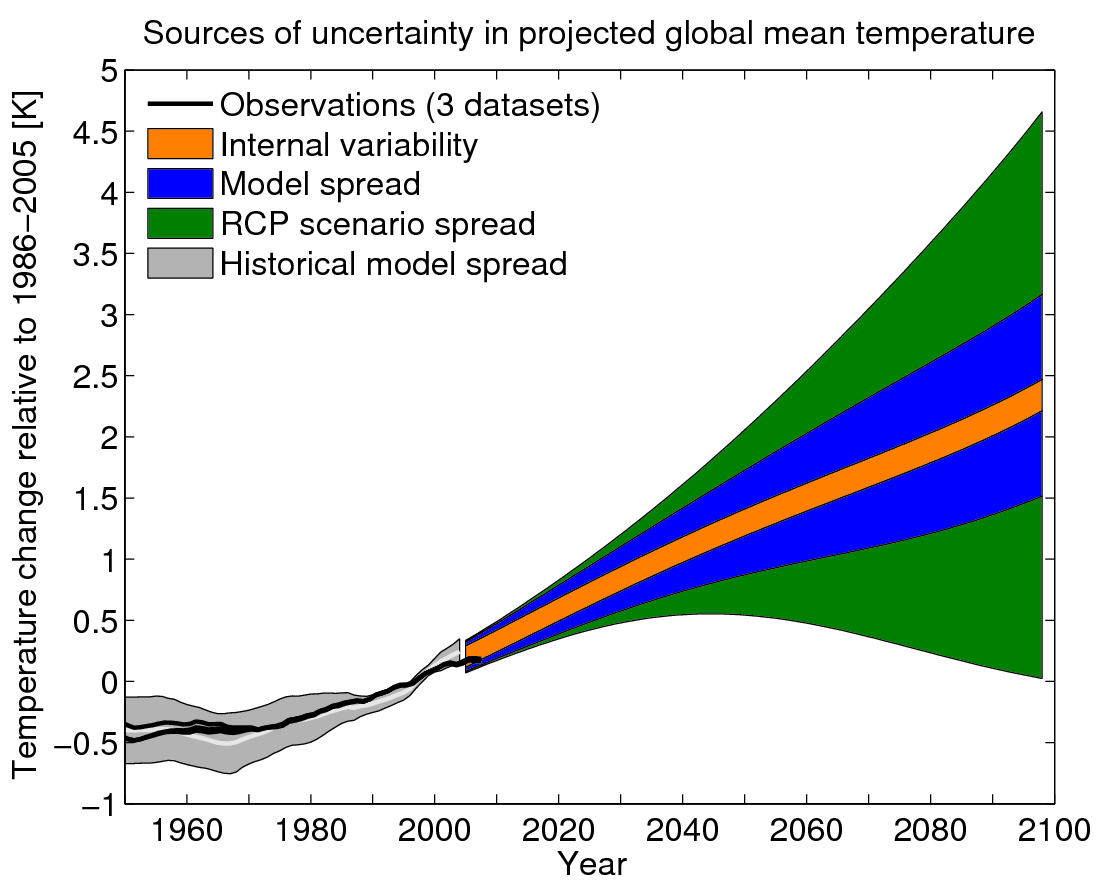 Sources of uncertainty in projected global mean temperature
Temperature change relative to 1986−2005 [K]
5
4.5
4
3.5
3
2.5
2
1.5
1
0.5
0
−0.5
−1
Observations (3 datasets)
Internal variability
Model spread
RCP scenario spread
Historical model spread
1960 1980 2000 2020 2040 2060 2080 2100
Year